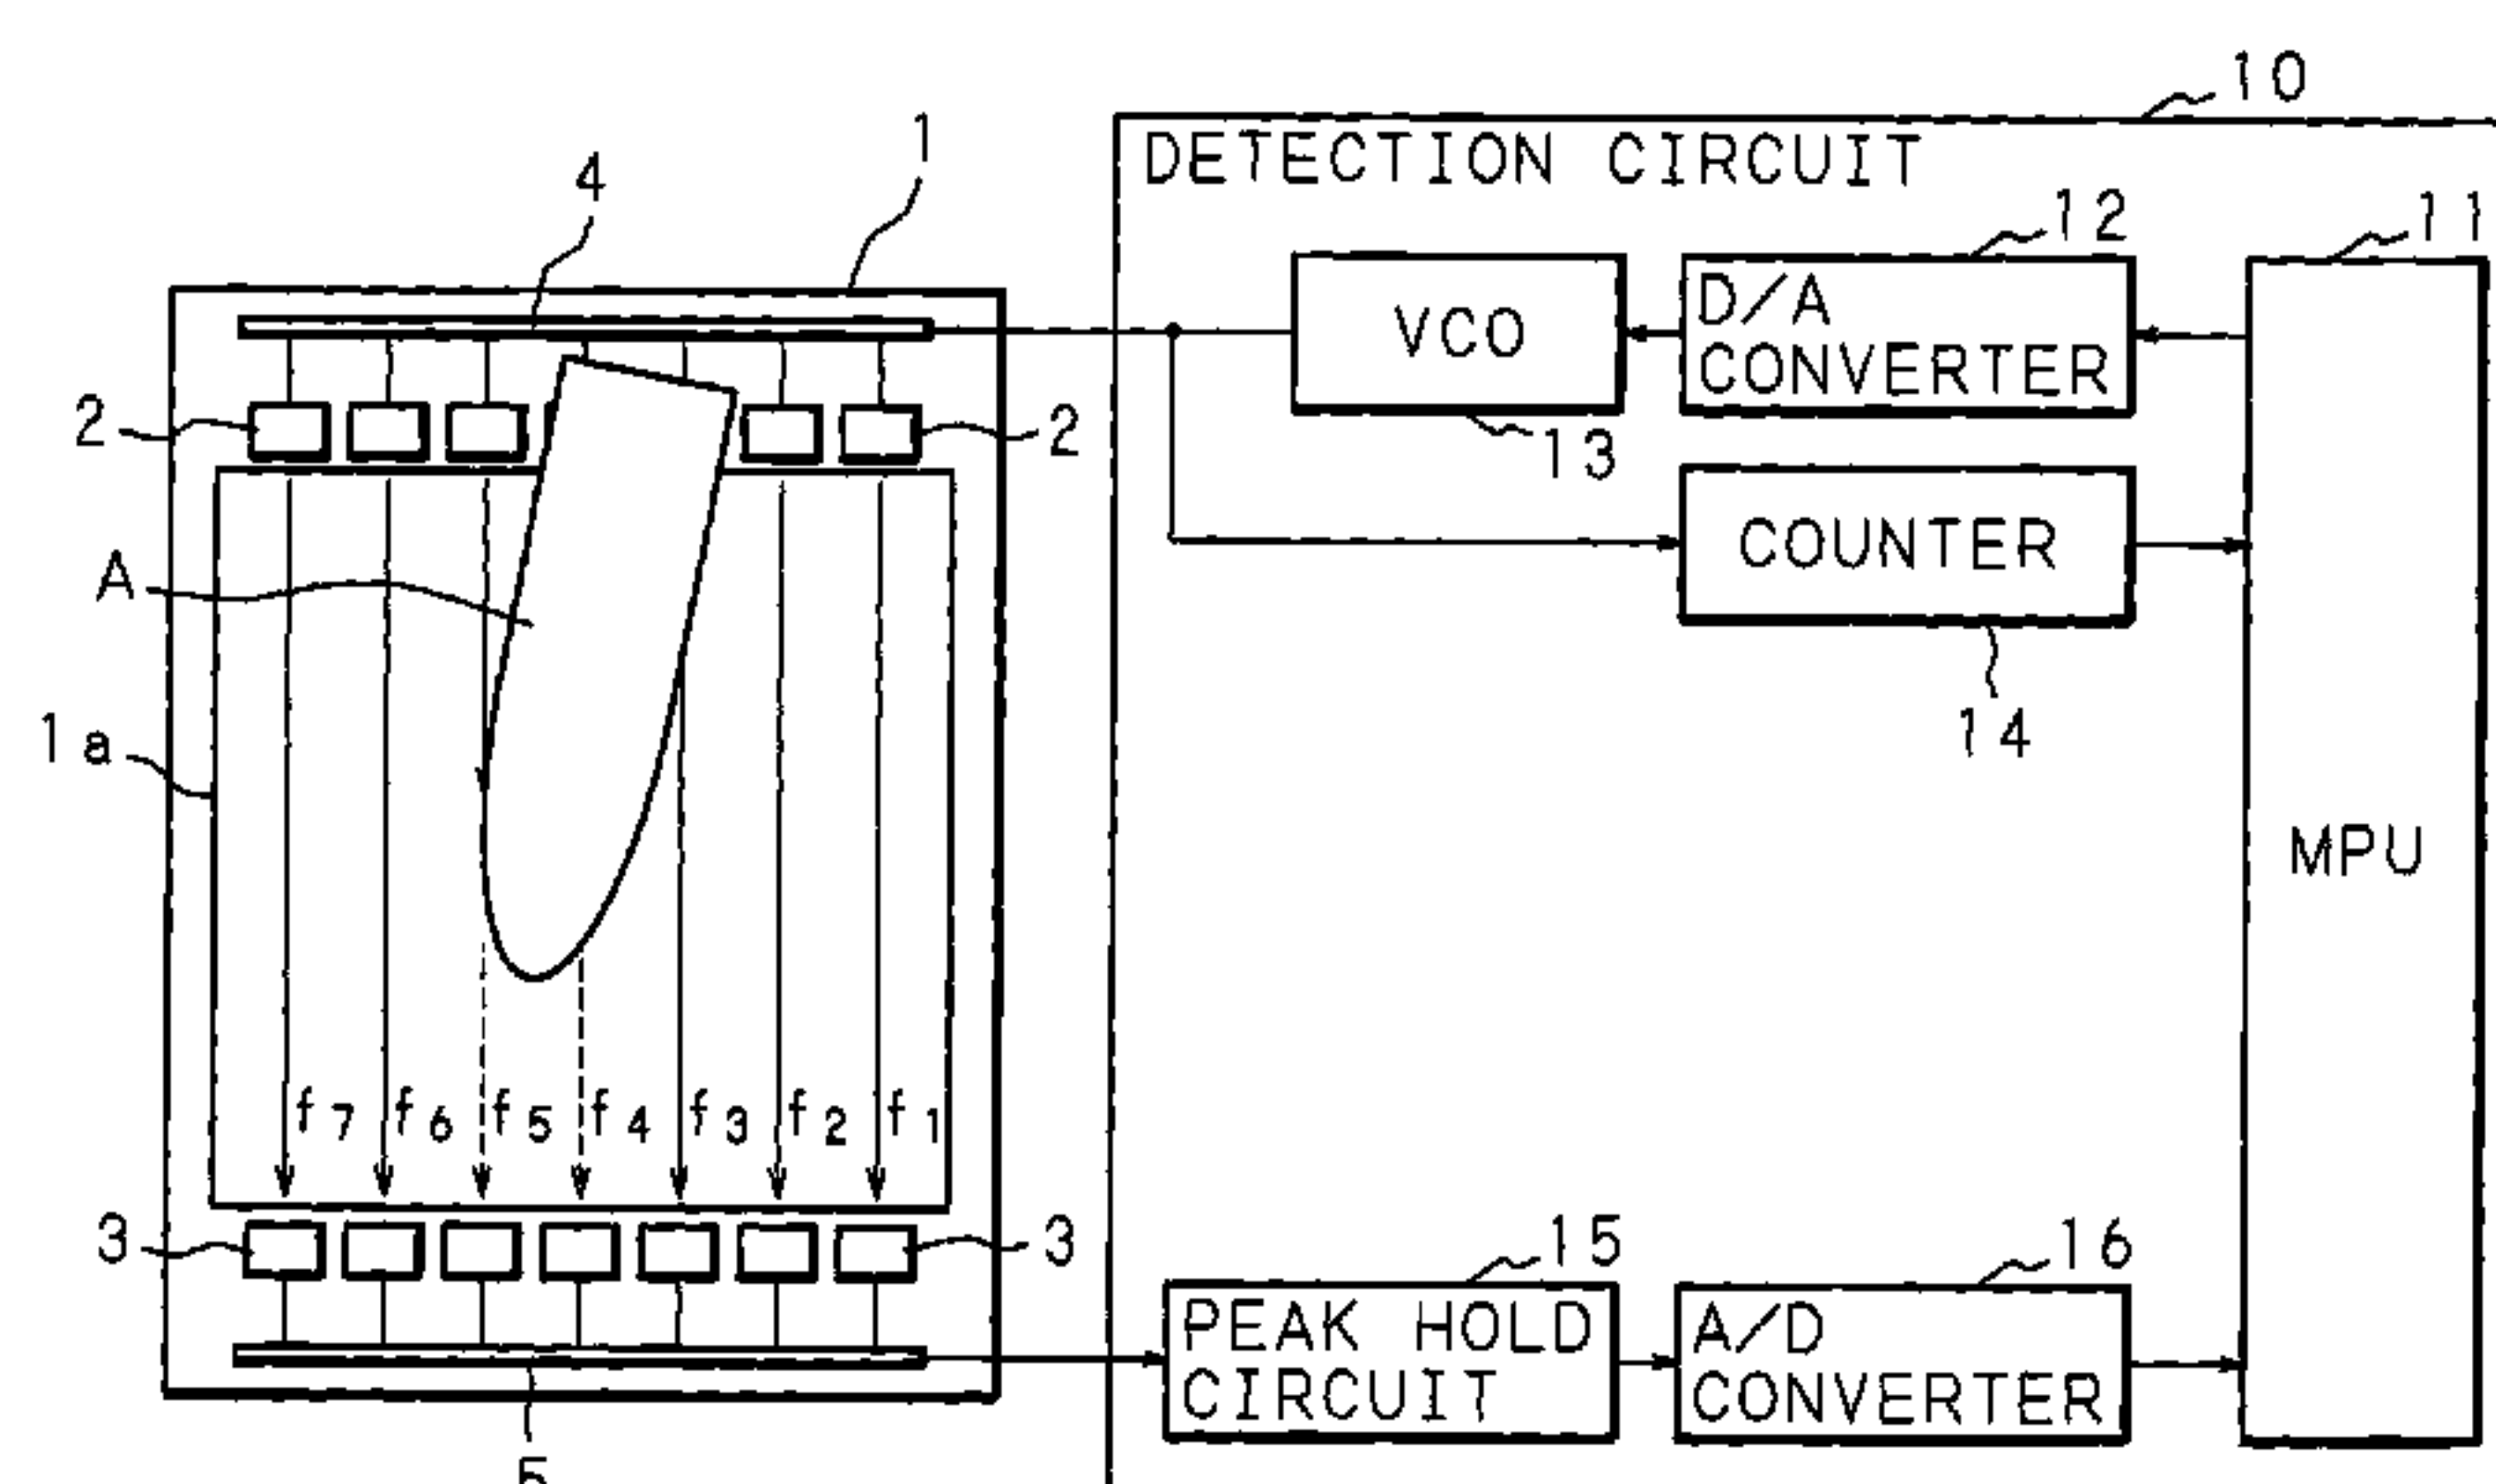 10
DETECTION CIRCUIT
1
4
12
11
VCO
D/A
CONVERTER
2
2
13
COUNTER
A
14
1a
MPU
f7 f6 f5 f4 f3 f2 f1
3
3
15
16
PEAK HOLD
CIRCUIT
A/D
CONVERTER
5